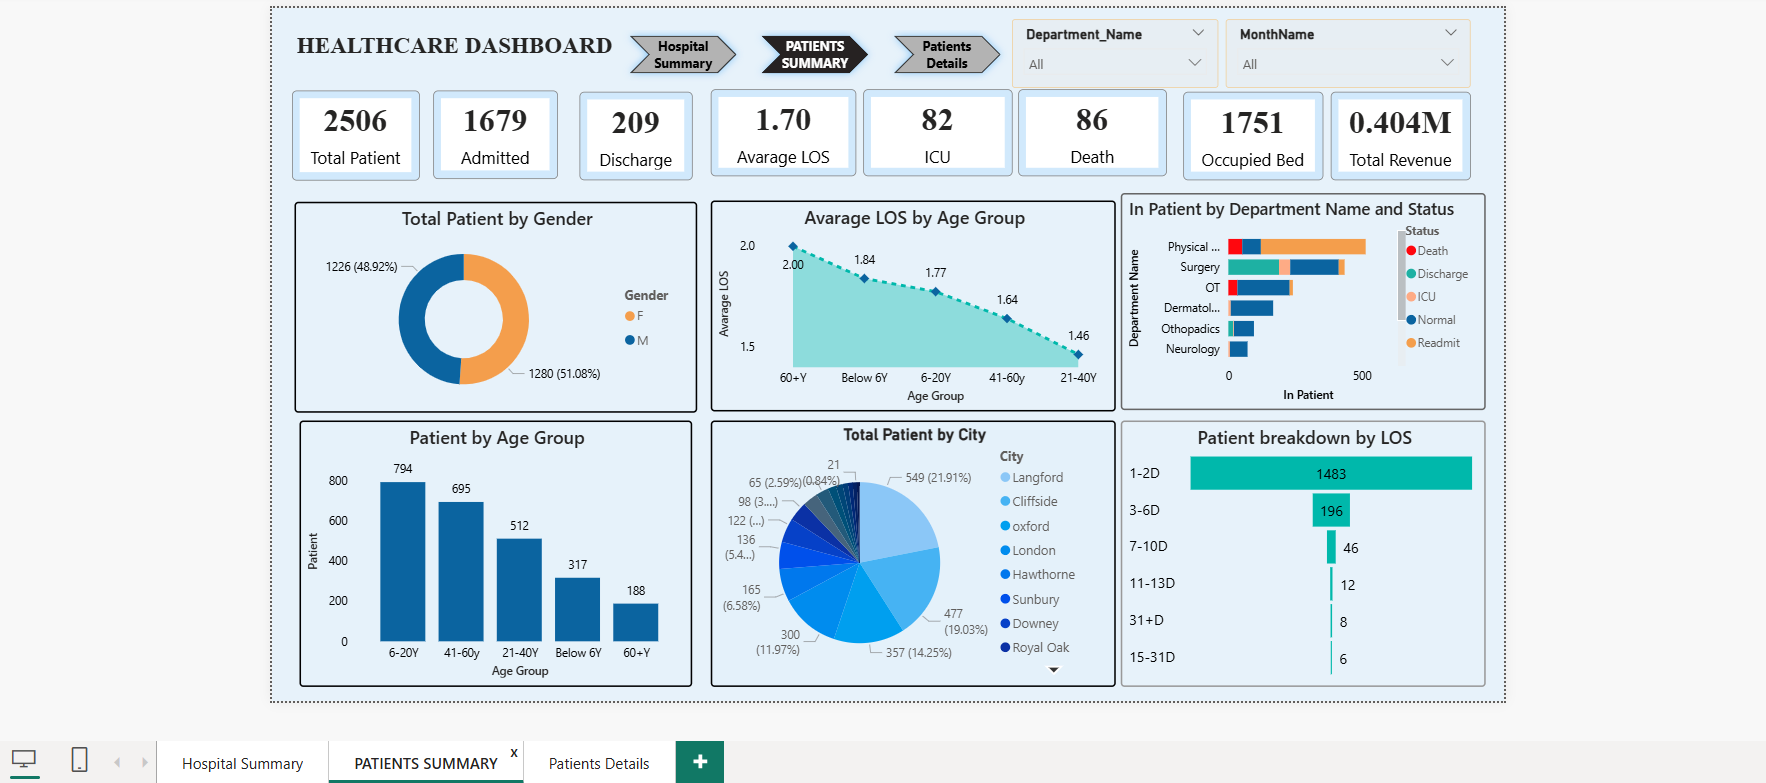 HEALTHCARE DASHBOARD
Hospital
Summary
PATIENTS
SUMMARY
Patients
Details
Department_Name
All
MonthName
All
2506
Total Patient
1679
Admitted
209
Discharge
1.70
Avarage LOS
82
ICU
86
Death
1751
Occupied Bed
0.404M
Total Revenue
Total Patient by Gender
1226 (48.92%)
1280 (51.08%)
Gender
F
M
Avarage LOS by Age Group
Avarage LOS
2.0
1.5
2.00
1.84
1.77
1.64
1.46
60+Y
Below 6Y
6-20Y
41-60y
21-40Y
Age Group
In Patient by Department Name and Status
Department Name
Physical ...
Surgery
OT
Dermatol...
Othopadics
Neurology
0
500
In Patient
Status
Death
Discharge
ICU
Normal
Readmit
Patient by Age Group
Patient
800
600
400
200
0
794
695
512
317
188
6-20Y
41-60y
21-40Y
Below 6Y
60+Y
Age Group
Total Patient by City
21
(0.84%)
65 (2.59%)
98 (3....)
122 (...)
136
(5.4...)
165
(6.58%)
300
(11.97%)
357 (14.25%)
477
(19.03%)
549 (21.91%)
City
Langford
Cliffside
oxford
London
Hawthorne
Sunbury
Downey
Royal Oak
Patient breakdown by LOS
1-2D
1483
3-6D
196
7-10D
46
11-13D
12
31+D
8
15-31D
6
Hospital Summary
PATIENTS SUMMARY
x
Patients Details
+